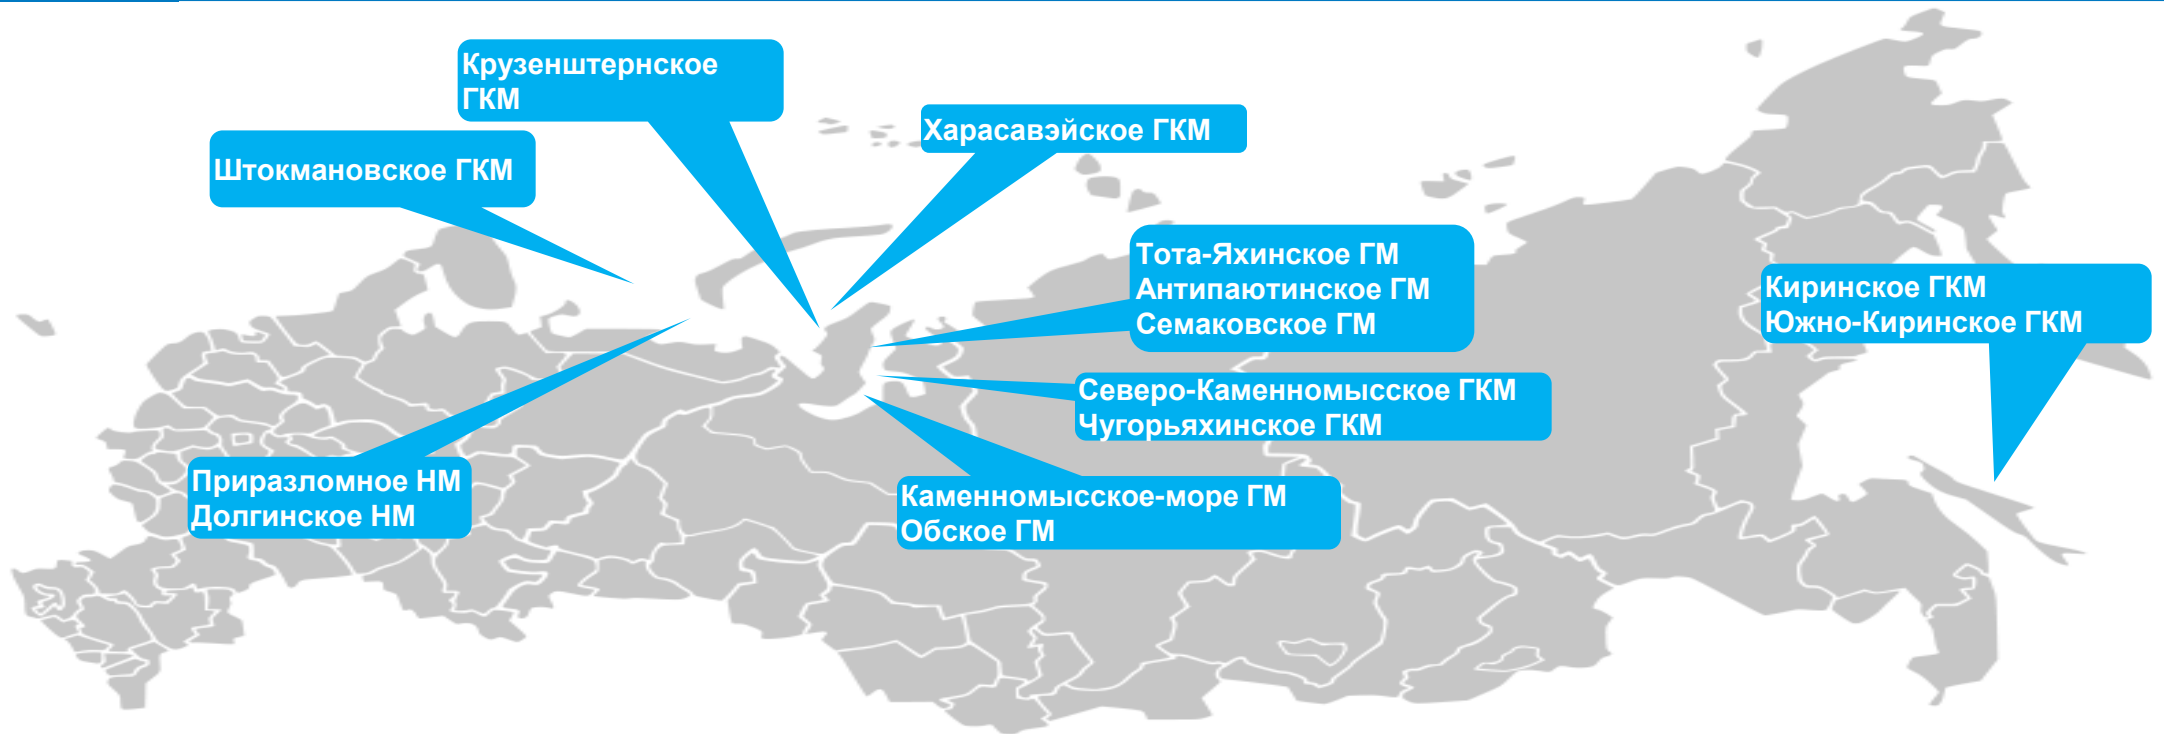 Крузенштернское
ГКМ
Харасавэйское ГКМ
Штокмановское ГКМ
Тота-Яхинское ГМ
Антипаютинское ГМ
Семаковское ГМ
Киринское ГКМ
Южно-Киринское ГКМ
Северо-Каменномысское ГКМ
Чугорьяхинское ГКМ
Приразломное НМ
Долгинское НМ
Каменномысское-море ГМ
Обское ГМ